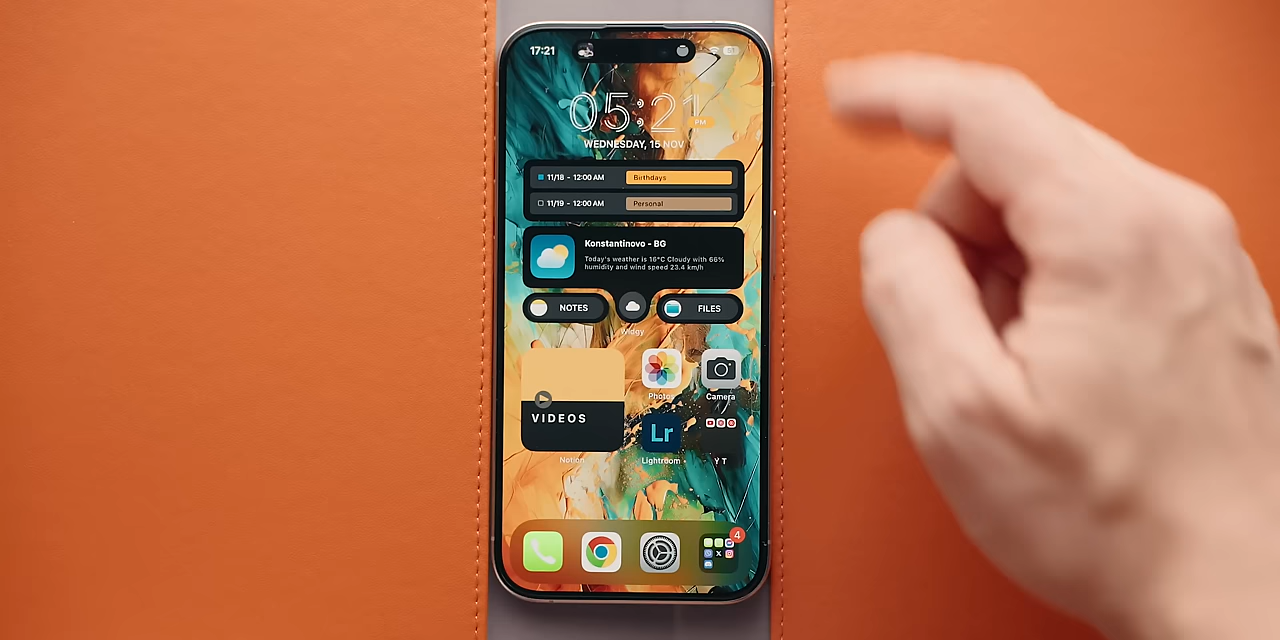 17:21
05:21
PM
WEDNESDAY, 15 NOV
11/18 - 12:00 AM Birthdays
11/19 - 12:00 AM Personal
Konstantinovo - BG
Today's weather is 16°C Cloudy with 66%
humidity and wind speed 23.4 km/h
NOTES
FILES
Widgy
VIDEOS
Notion
Photos
Camera
Lr
Lightroom
Y T
4
X